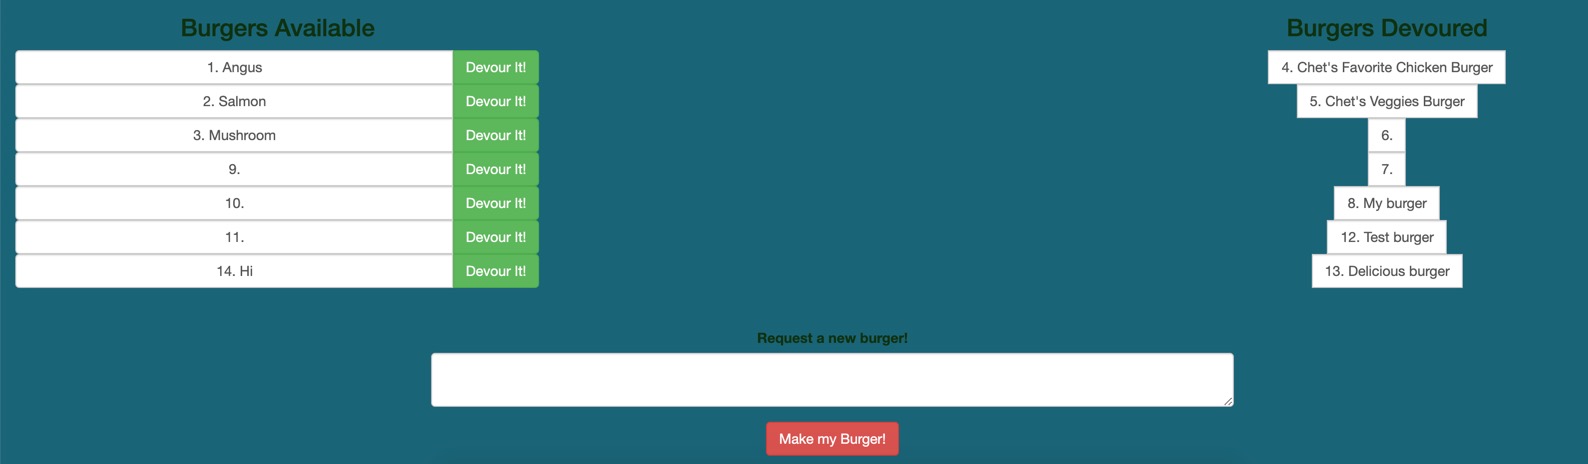 Burgers Available
1. Angus Devour It!
2. Salmon Devour It!
3. Mushroom Devour It!
9. Devour It!
10. Devour It!
11. Devour It!
14. Hi Devour It!
Burgers Devoured
4. Chet's Favorite Chicken Burger
5. Chet's Veggies Burger
6.
7.
8. My burger
12. Test burger
13. Delicious burger
Request a new burger!
Make my Burger!